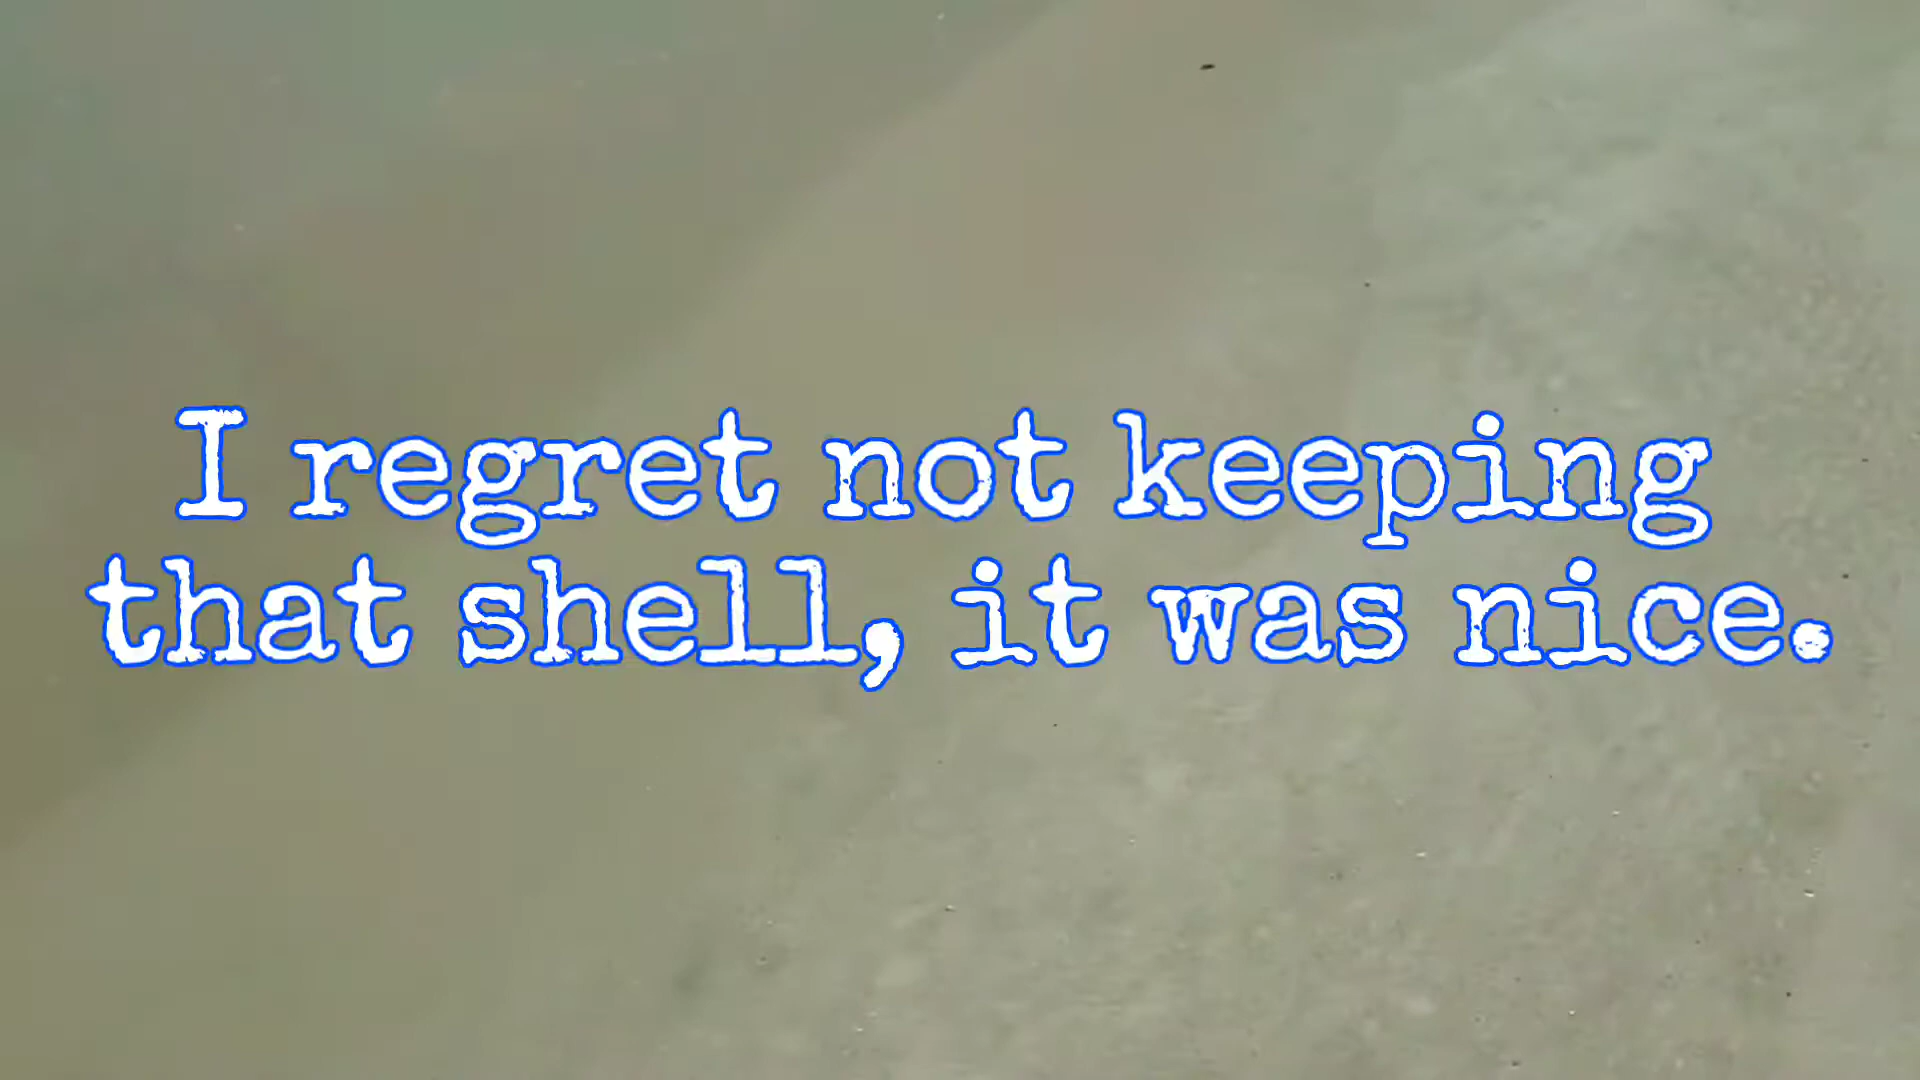 I regret not keeping
that shell, it was nice.